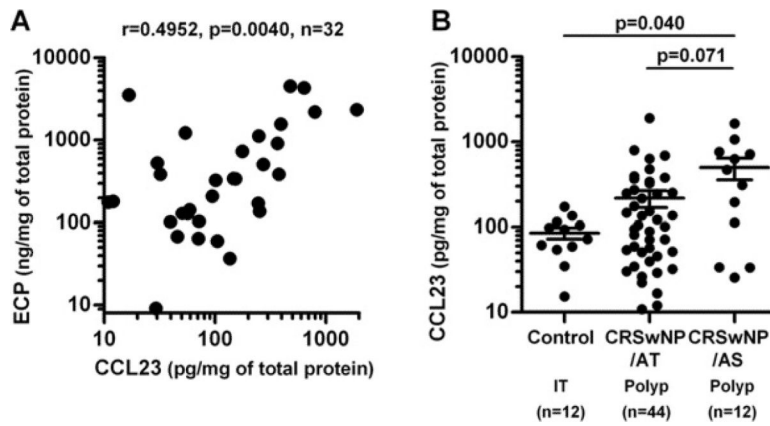 A
r=0.4952, p=0.0040, n=32
ECP (ng/mg of total protein)
10000
1000
100
10
10
100
1000
CCL23 (pg/mg of total protein)
B
p=0.040
p=0.071
CCL23 (pg/mg of total protein)
10000
1000
100
10
Control CRSwNP CRSwNP
/AT /AS
IT Polyp Polyp
(n=12) (n=44) (n=12)